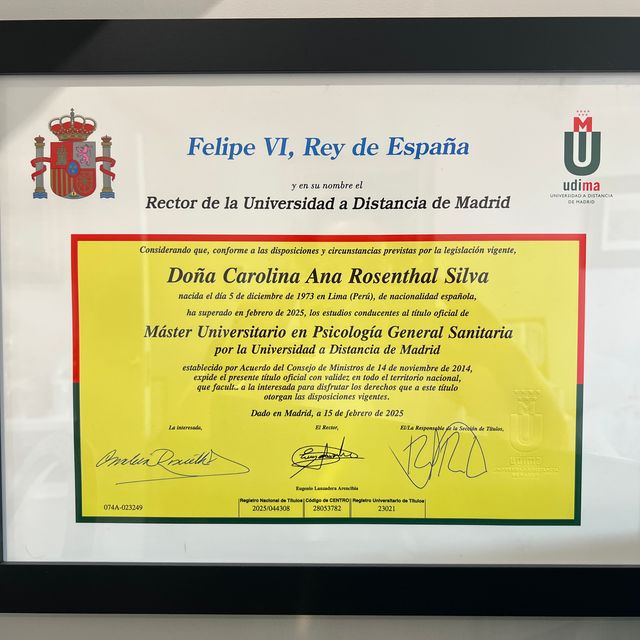 Felipe VI, Rey de España
y en su nombre el
Rector de la Universidad a Distancia de Madrid
M
U
udima
UNIVERSIDAD A DISTANCIA
DE MADRID
Considerando que, conforme a las disposiciones y circunstancias previstas por la legislación vigente,
Doña Carolina Ana Rosenthal Silva
nacida el día 5 de diciembre de 1973 en Lima (Perú), de nacionalidad española,
ha superado en febrero de 2025, los estudios conducentes al título oficial de
Máster Universitario en Psicología General Sanitaria
por la Universidad a Distancia de Madrid
establecido por Acuerdo del Consejo de Ministros de 14 de noviembre de 2014,
expide el presente título oficial con validez en todo el territorio nacional,
que facult.. a la interesada para disfrutar los derechos que a este título
otorgan las disposiciones vigentes.
Dado en Madrid, a 15 de febrero de 2025
La interesada, El Rector, El/La Responsable de la Sección de Títulos,
Eugenio Lanzadera Arencibia
074A-023249
Registro Nacional de Títulos Código de CENTRO Registro Universitario de Títulos
2025/044308 28053782 23021